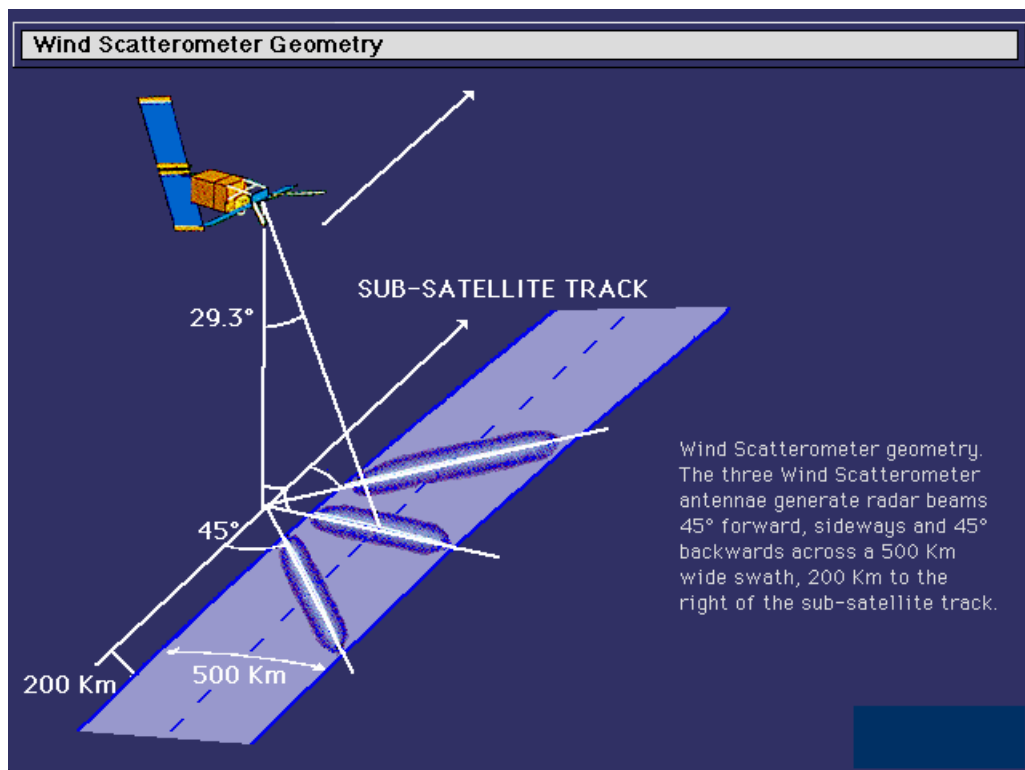 Wind Scatterometer Geometry
SUB-SATELLITE TRACK
29.3°
Wind Scatterometer geometry.
The three Wind Scatterometer
antennae generate radar beams
45° forward, sideways and 45°
backwards across a 500 Km
wide swath, 200 Km to the
right of the sub-satellite track.
45°
500 Km
200 Km